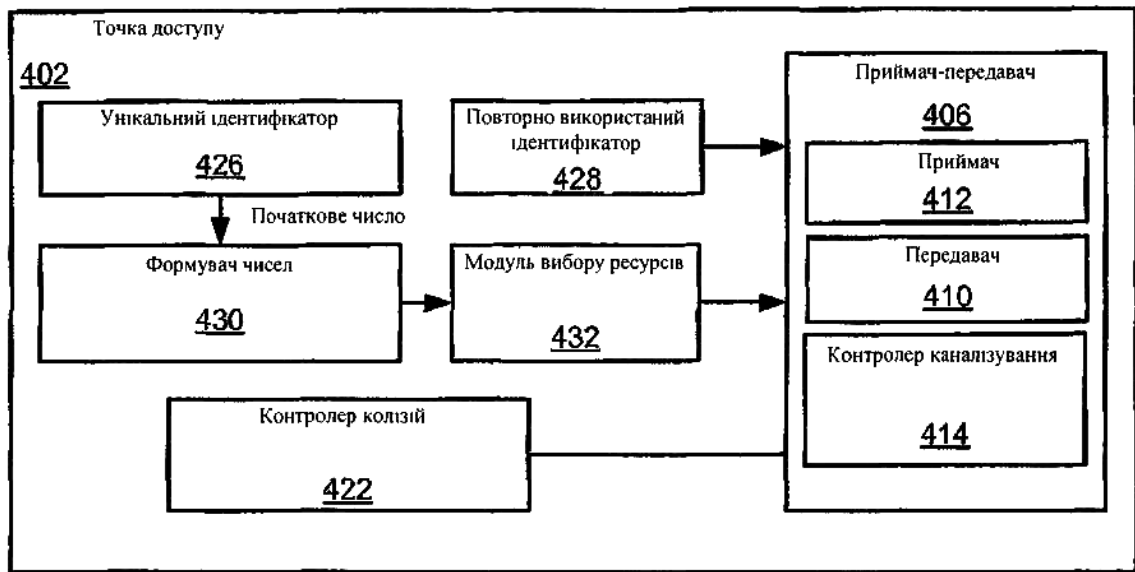 Точка доступу
402
Унікальний ідентифікатор
426
Повторно використаний
ідентифікатор
428
Приймач-передавач
406
Приймач
412
Початкове число
Формувач чисел
430
Модуль вибору ресурсів
432
Передавач
410
Контролер каналізування
414
Контролер колізій
422